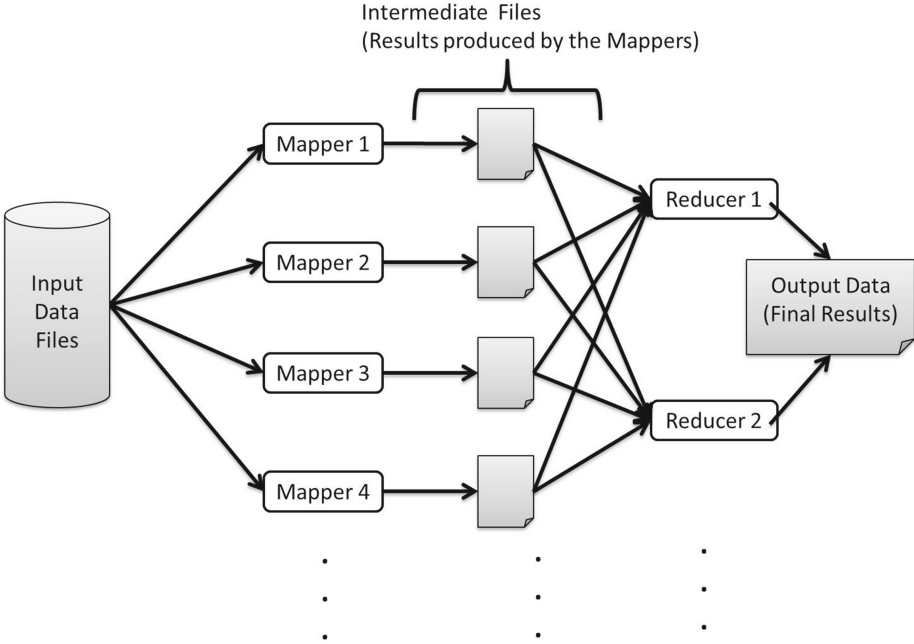 Intermediate Files
(Results produced by the Mappers)
Mapper 1
Mapper 2
Mapper 3
Mapper 4
Input
Data
Files
Reducer 1
Reducer 2
Output Data
(Final Results)